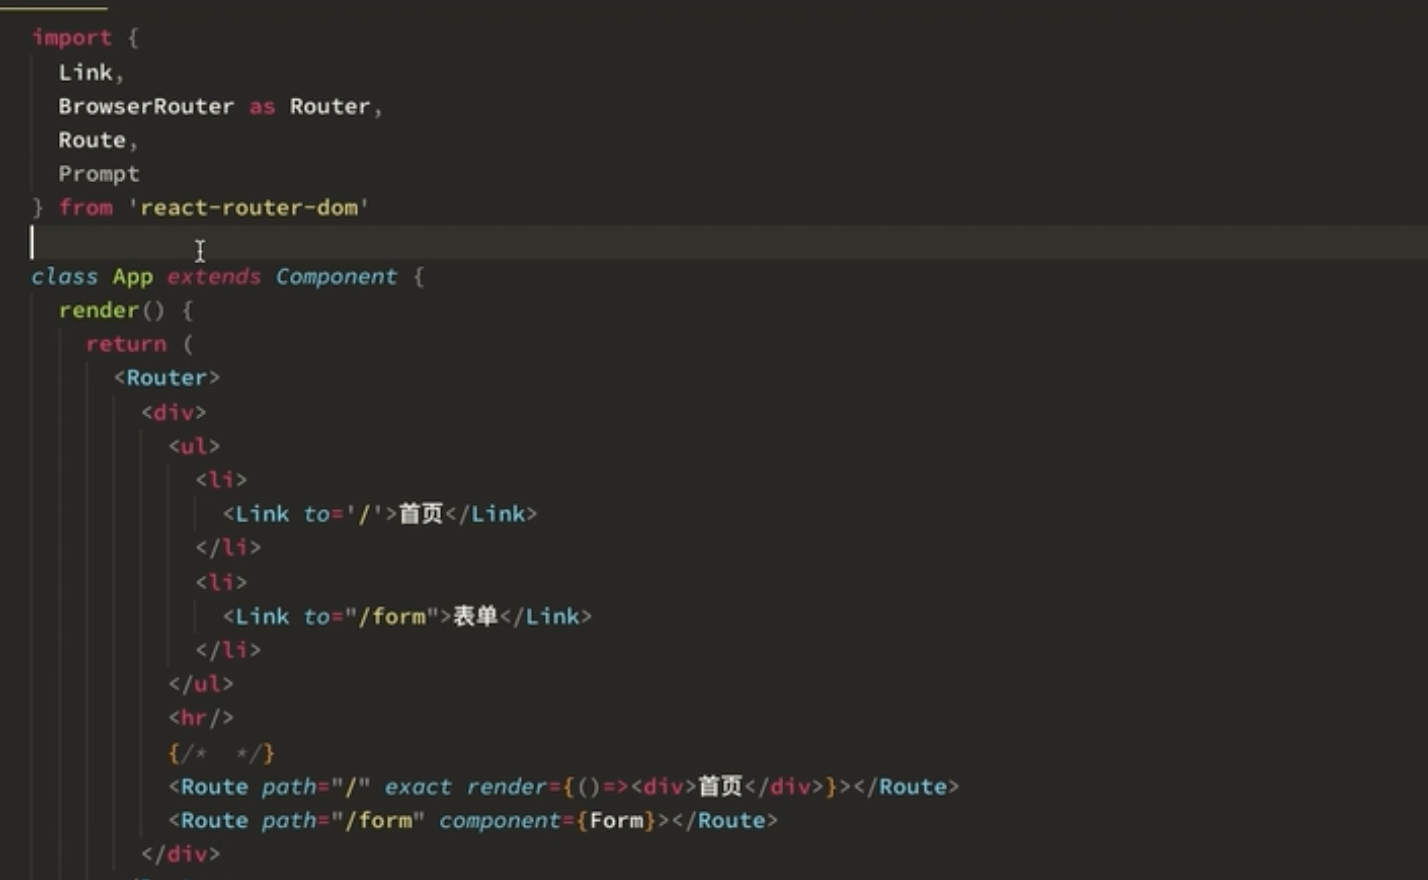 import {
Link,
BrowserRouter as Router,
Route,
Prompt
} from 'react-router-dom'
class App extends Component {
render() {
return (
<Router>
<div>
<ul>
<li>
<Link to='/'>首页</Link>
</li>
<li>
<Link to="/form">表单</Link>
</li>
</ul>
<hr/>
{/*  */}
<Route path="/" exact render={()=><div>首页</div>}></Route>
<Route path="/form" component={Form}></Route>
</div>